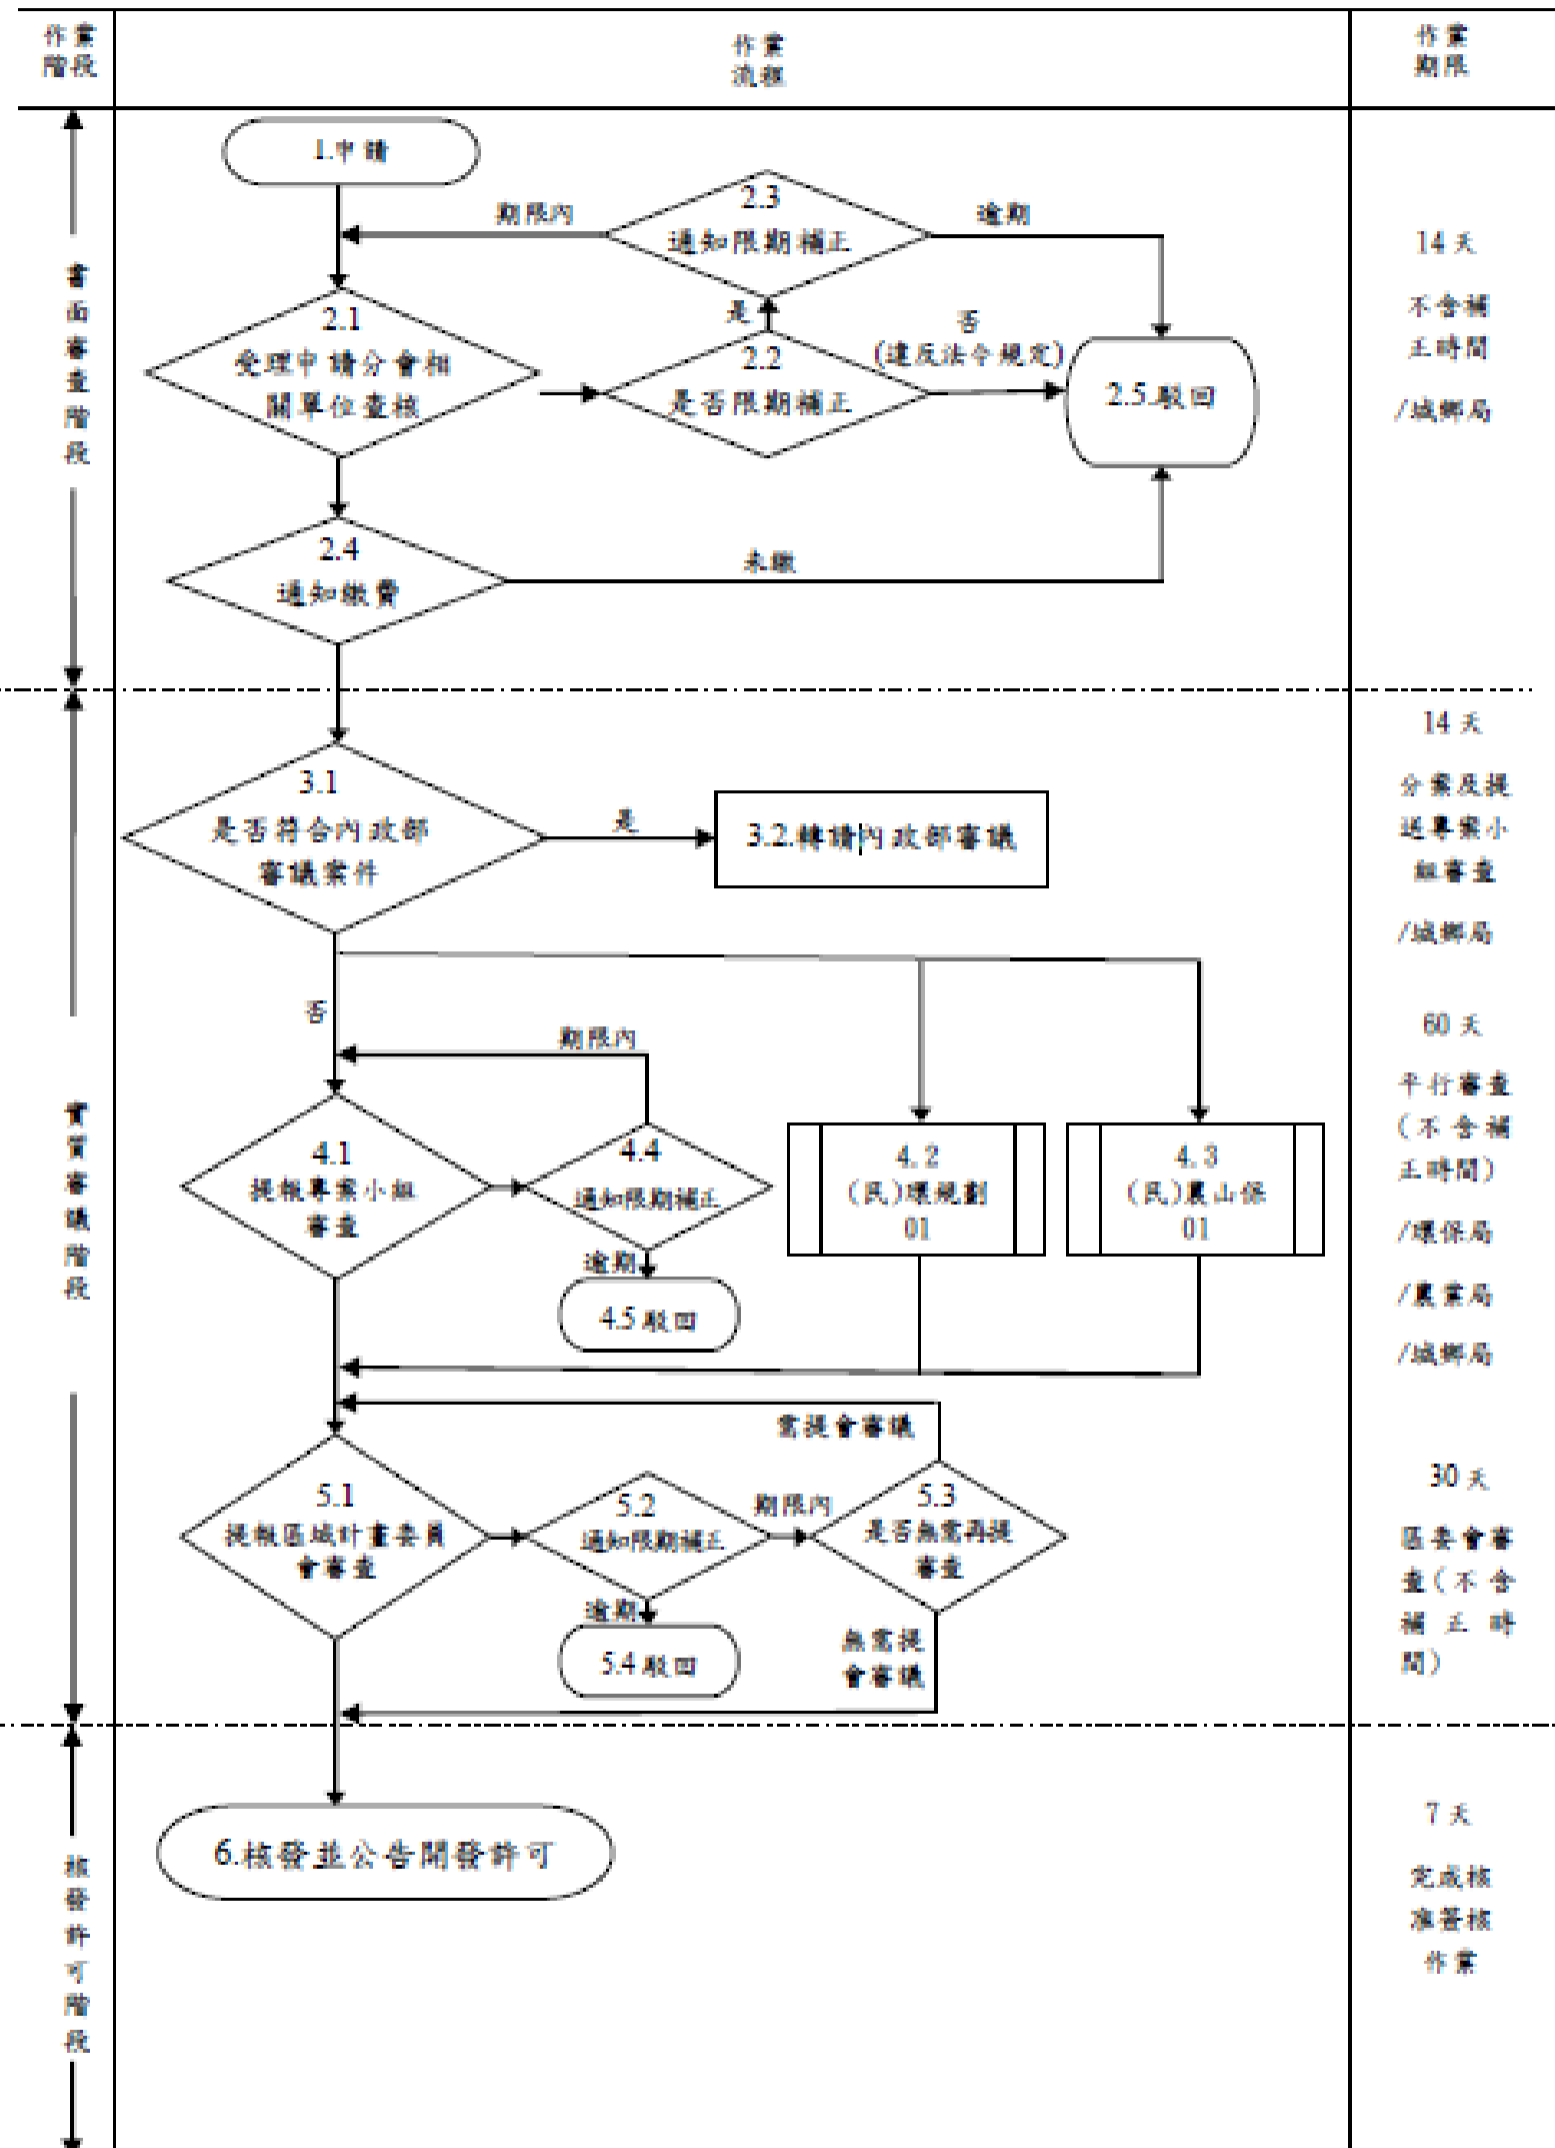 作業
階段
作業
流程
作業
期限
書面審查階段
1.申請
2.3
通知限期補正
期限內
逾期
2.1
受理申請分會相
關單位查核
是
2.2
是否限期補正
否
(違反法令規定)
2.5.駁回
2.4
通知繳費
未繳
14天
不含補
正時間
/城鄉局
實質審議階段
3.1
是否符合內政部
審議案件
是
3.2.轉請內政部審議
否
14天
分案及提
送專案小
組審查
/城鄉局
期限內
4.1
提報專案小組
審查
4.4
通知限期補正
逾期
4.5駁回
4.2
(民)環規劃
01
4.3
(民)農山保
01
60天
平行審查
(不含補
正時間)
/環保局
/農業局
/城鄉局
需提會審議
5.1
提報區域計畫委員
會審查
5.2
通知限期補正
期限內
5.3
是否無需再提
審查
逾期
5.4駁回
無需提
會審議
30天
區委會審
查(不含
補正時
間)
核發許可階段
6.核發並公告開發許可
7天
完成核
准簽核
作業